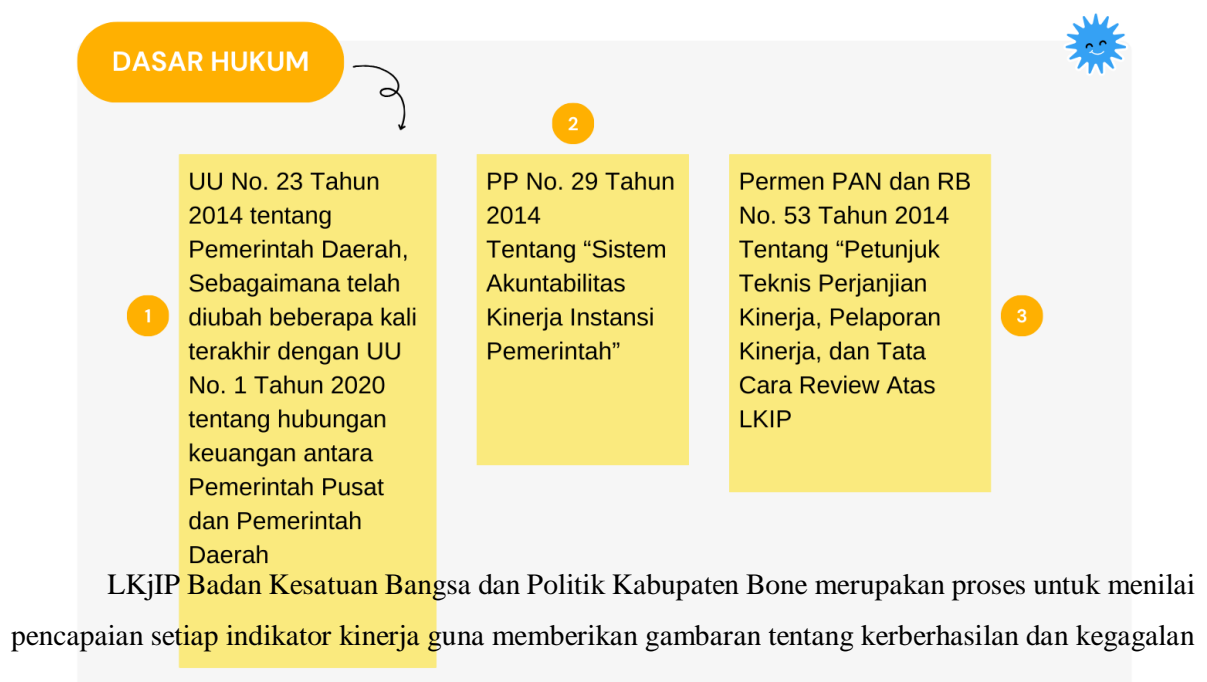 DASAR HUKUM
1
UU No. 23 Tahun
2014 tentang
Pemerintah Daerah,
Sebagaimana telah
diubah beberapa kali
terakhir dengan UU
No. 1 Tahun 2020
tentang hubungan
keuangan antara
Pemerintah Pusat
dan Pemerintah
Daerah
2
PP No. 29 Tahun
2014
Tentang “Sistem
Akuntabilitas
Kinerja Instansi
Pemerintah”
3
Permen PAN dan RB
No. 53 Tahun 2014
Tentang “Petunjuk
Teknis Perjanjian
Kinerja, Pelaporan
Kinerja, dan Tata
Cara Review Atas
LKIP
LKjIP Badan Kesatuan Bangsa dan Politik Kabupaten Bone merupakan proses untuk menilai
pencapaian setiap indikator kinerja guna memberikan gambaran tentang kerberhasilan dan kegagalan